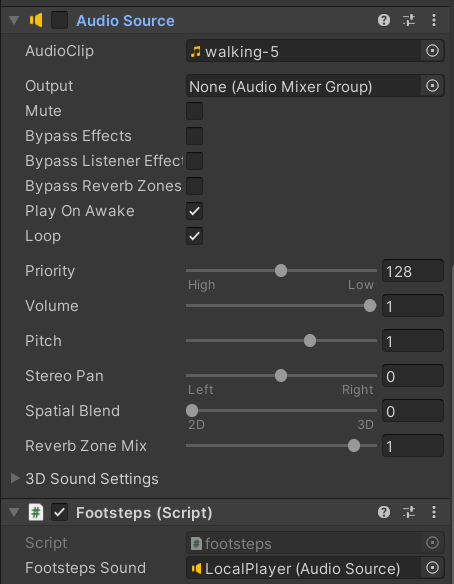 Audio Source
AudioClip walking-5
Output None (Audio Mixer Group)
Mute
Bypass Effects
Bypass Listener Effect
Bypass Reverb Zones
Play On Awake
Loop
Priority 128
High Low
Volume 1
Pitch 1
Stereo Pan 0
Left Right
Spatial Blend 0
2D 3D
Reverb Zone Mix 1
3D Sound Settings
# Footsteps (Script)
Script # footsteps
Footsteps Sound LocalPlayer (Audio Source)